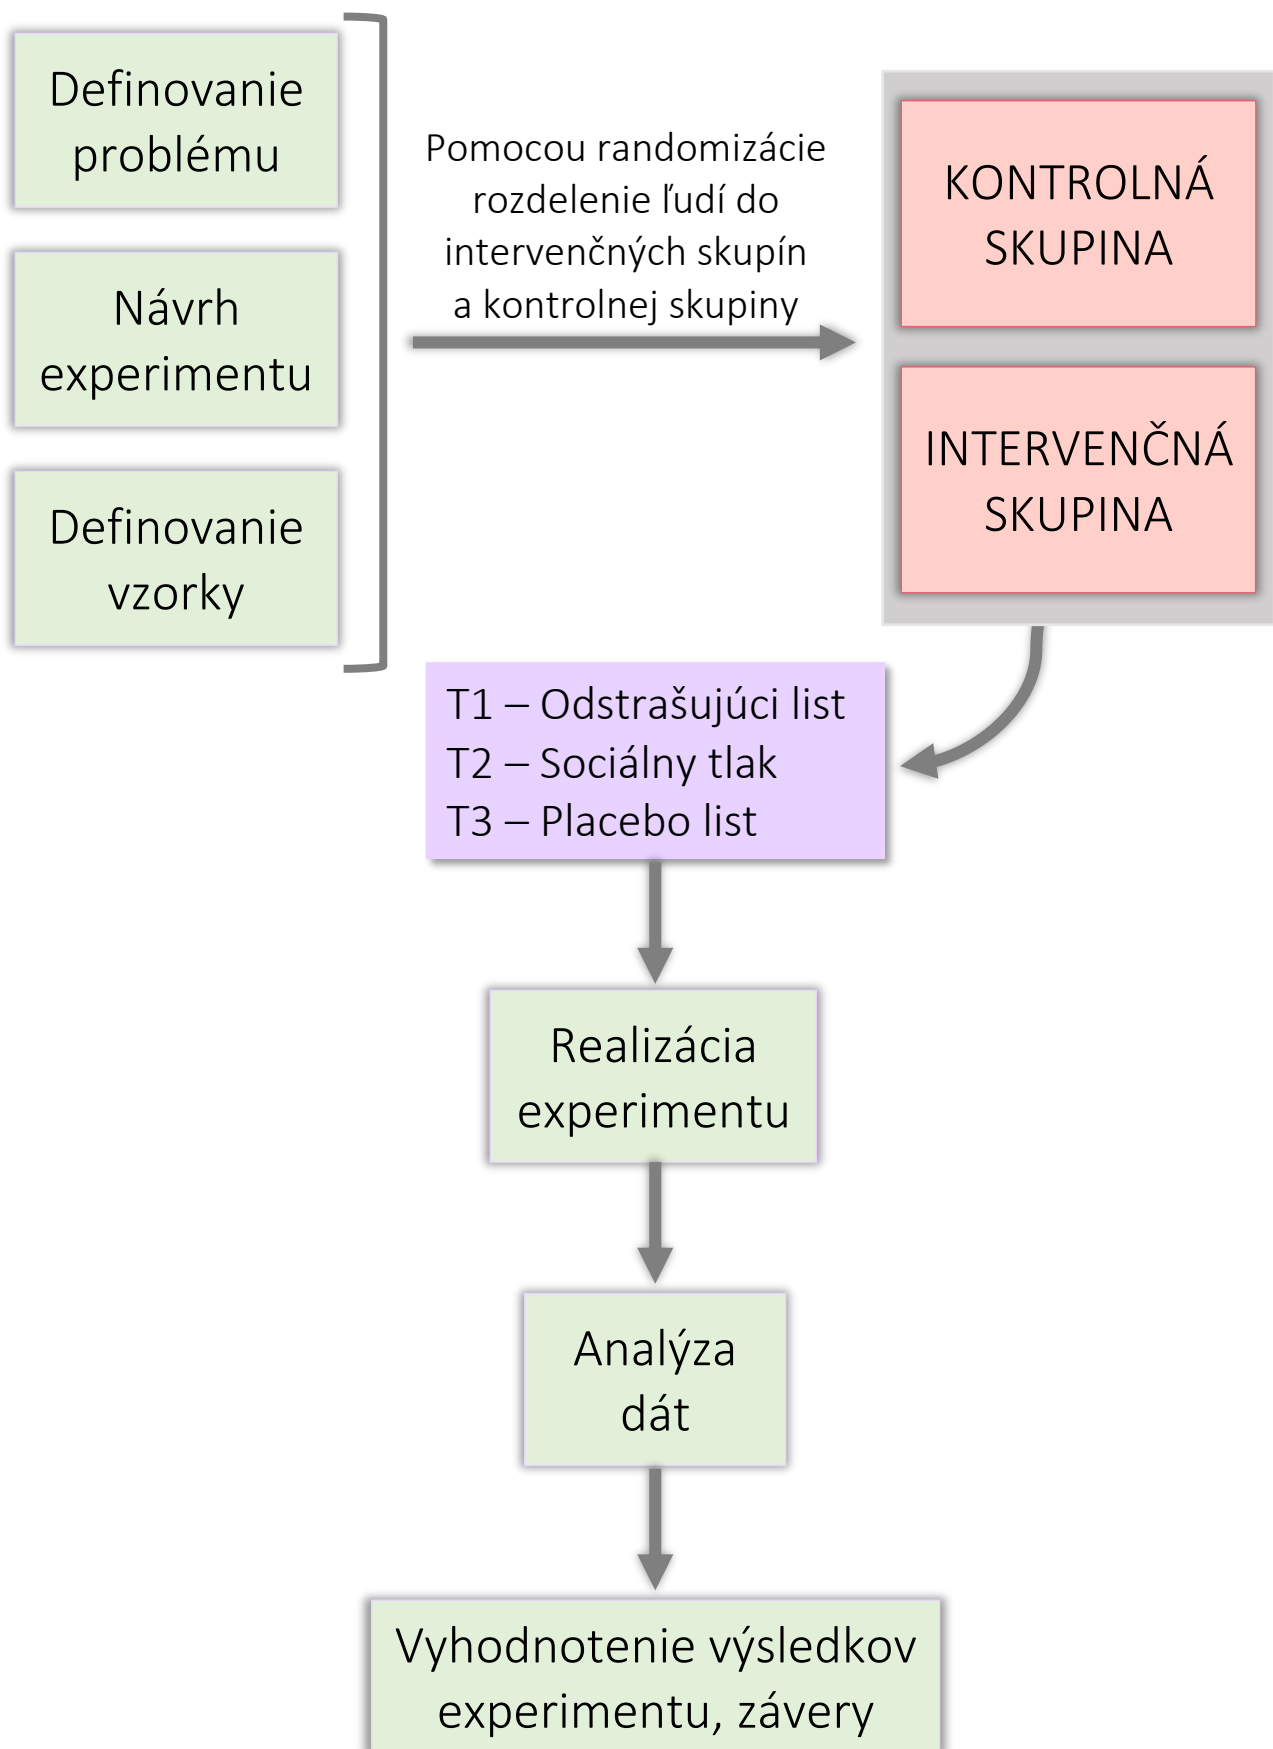 Definovanie
problému
Návrh
experimentu
Definovanie
vzorky
Pomocou randomizácie
rozdelenie ľudí do
intervenčných skupín
a kontrolnej skupiny
KONTROLNÁ
SKUPINA
INTERVENČNÁ
SKUPINA
T1 – Odstrašujúci list
T2 – Sociálny tlak
T3 – Placebo list
Realizácia
experimentu
Analýza
dát
Vyhodnotenie výsledkov
experimentu, závery